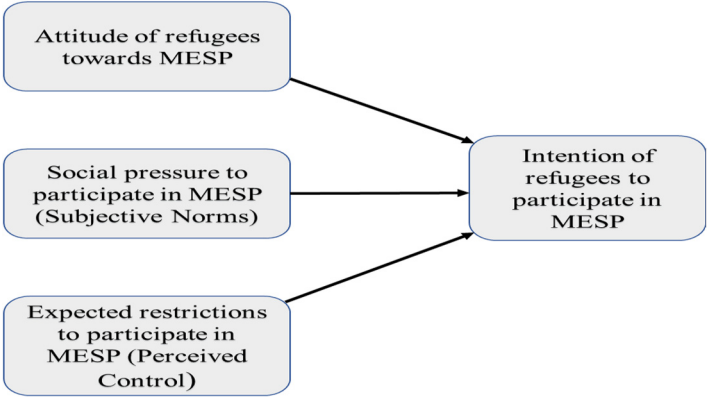 Attitude of refugees
towards MESP
Social pressure to
participate in MESP
(Subjective Norms)
Expected restrictions
to participate in
MESP (Perceived
Control)
Intention of
refugees to
participate in
MESP